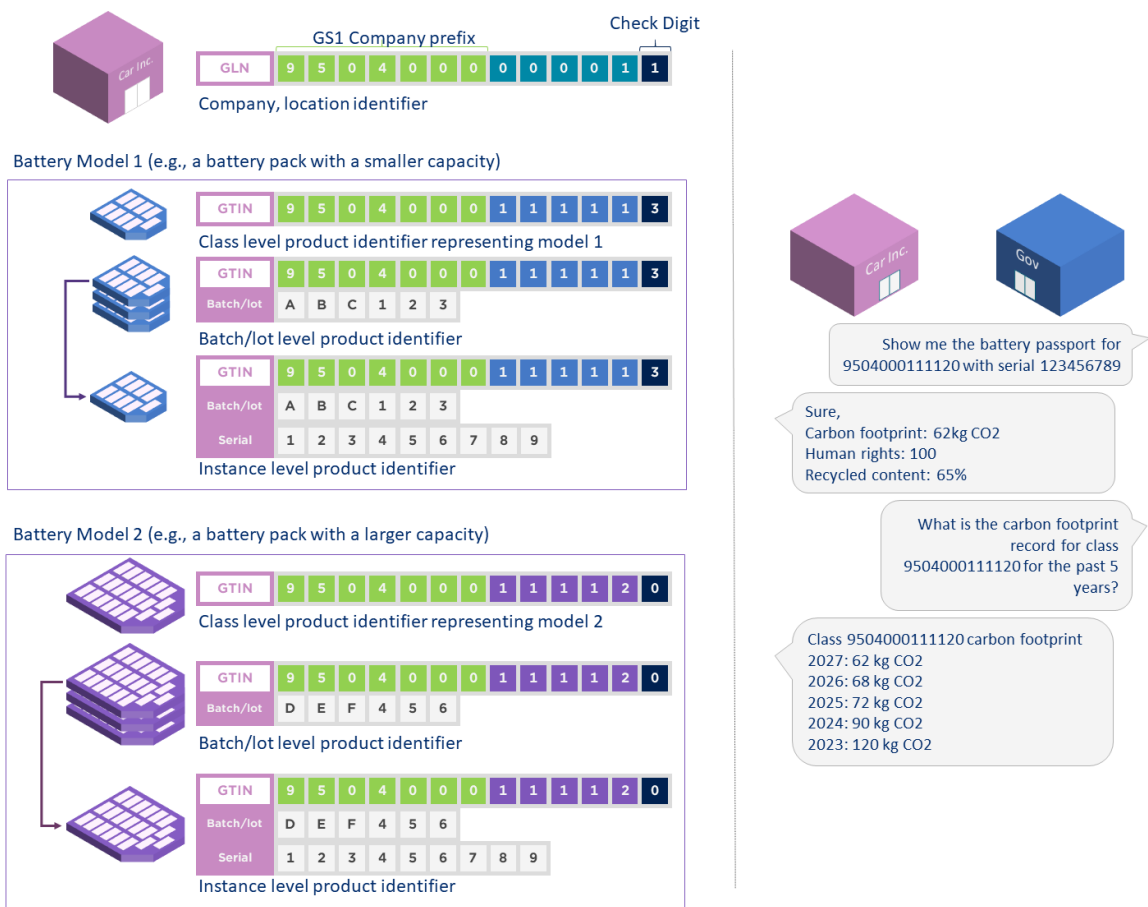 Check Digit
GS1 Company prefix
Car Inc.
GLN 9 5 0 4 0 0 0 0 0 0 0 1 1
Company, location identifier
Battery Model 1 (e.g., a battery pack with a smaller capacity)
GTIN 9 5 0 4 0 0 0 1 1 1 1 1 3
Class level product identifier representing model 1
GTIN 9 5 0 4 0 0 0 1 1 1 1 1 3
Batch/lot A B C 1 2 3
Batch/lot level product identifier
GTIN 9 5 0 4 0 0 0 1 1 1 1 1 3
Batch/lot A B C 1 2 3
Serial 1 2 3 4 5 6 7 8 9
Instance level product identifier
Battery Model 2 (e.g., a battery pack with a larger capacity)
GTIN 9 5 0 4 0 0 0 1 1 1 1 2 0
Class level product identifier representing model 2
GTIN 9 5 0 4 0 0 0 1 1 1 1 2 0
Batch/lot D E F 4 5 6
Batch/lot level product identifier
GTIN 9 5 0 4 0 0 0 1 1 1 1 2 0
Batch/lot D E F 4 5 6
Serial 1 2 3 4 5 6 7 8 9
Instance level product identifier
Car Inc.
Gov
Show me the battery passport for
9504000111120 with serial 123456789
Sure,
Carbon footprint: 62kg CO2
Human rights: 100
Recycled content: 65%
What is the carbon footprint
record for class
9504000111120 for the past 5
years?
Class 9504000111120 carbon footprint
2027: 62 kg CO2
2026: 68 kg CO2
2025: 72 kg CO2
2024: 90 kg CO2
2023: 120 kg CO2